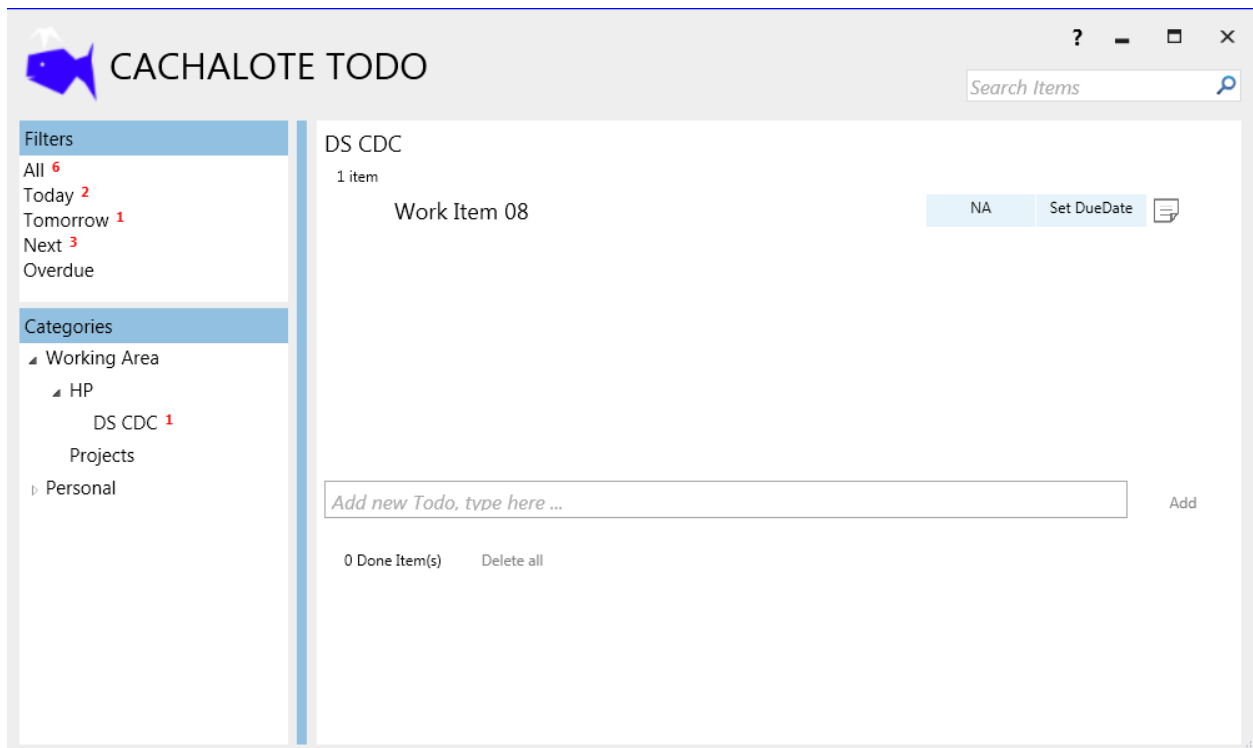 CACHALOTE TODO
?
Search Items
Filters
All 6
Today 2
Tomorrow 1
Next 3
Overdue
Categories
Working Area
HP
DS CDC 1
Projects
Personal
DS CDC
1 item
Work Item 08 NA Set DueDate
Add new Todo, type here ... Add
0 Done Item(s) Delete all